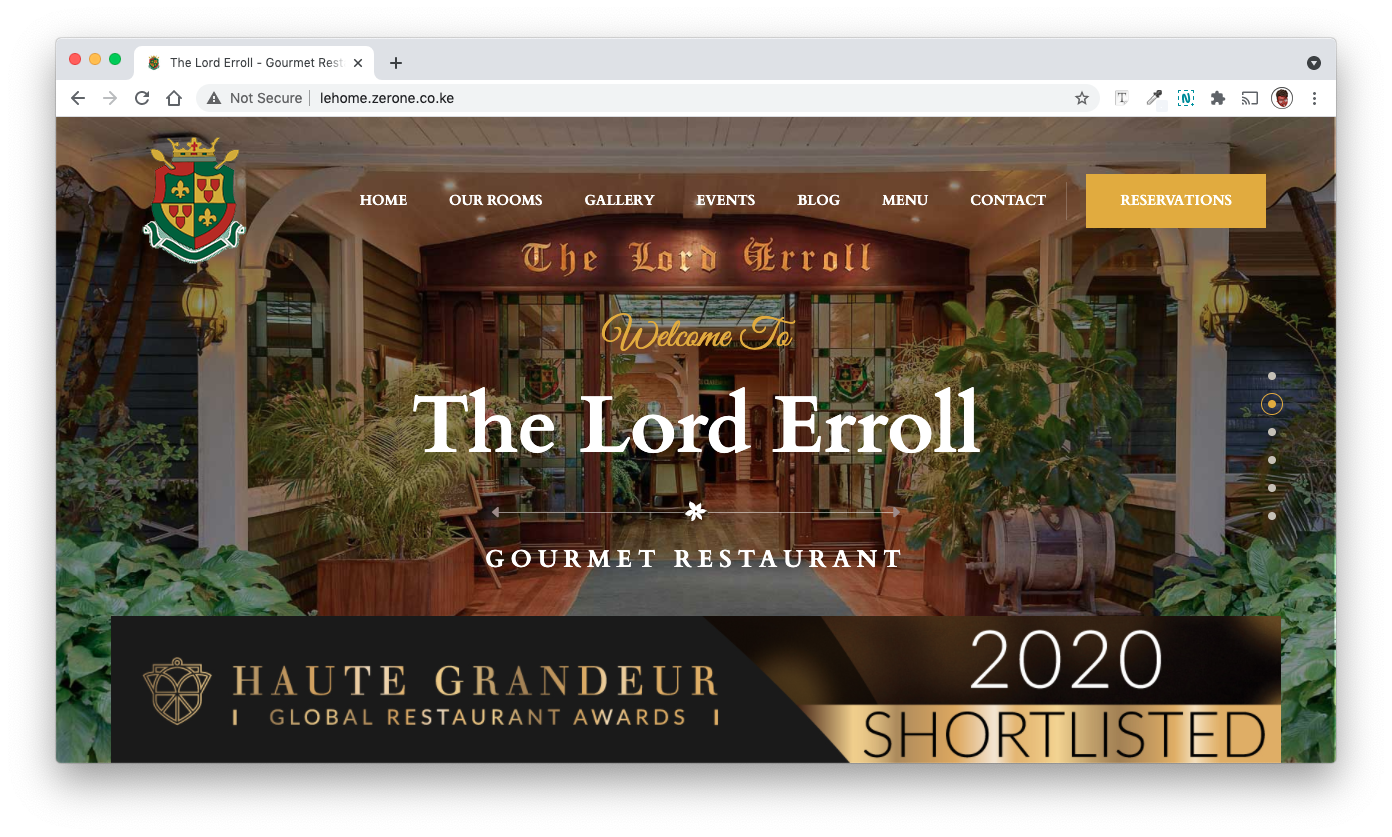 The Lord Erroll - Gourmet Rest
Not Secure
lehome.zerone.co.ke
HOME OUR ROOMS GALLERY EVENTS BLOG MENU CONTACT RESERVATIONS
The Lord Erroll
Welcome To
The Lord Erroll
GOURMET RESTAURANT
HAUTE GRANDEUR
GLOBAL RESTAURANT AWARDS
2020
SHORTLISTED